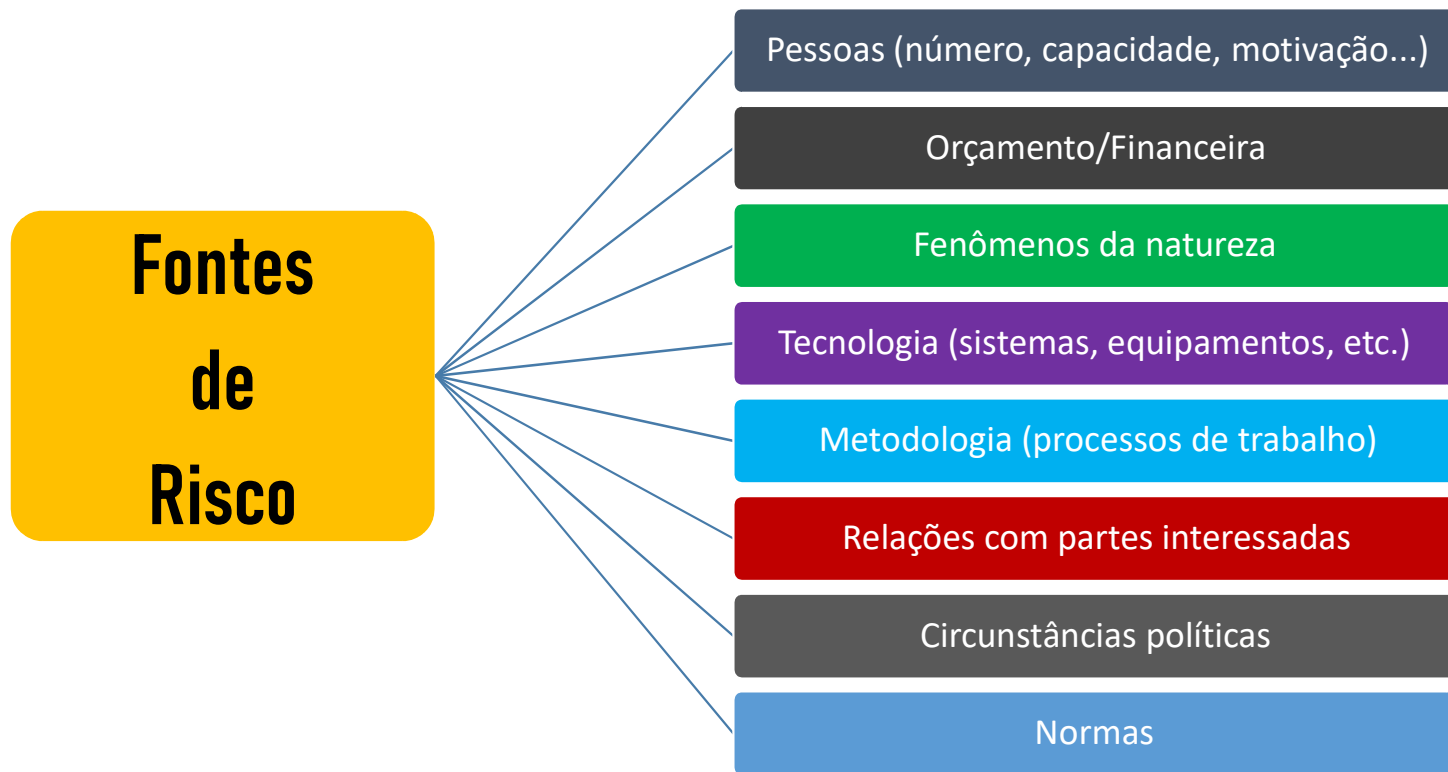 Fontes
de
Risco
Pessoas (número, capacidade, motivação...)
Orçamento/Financeira
Fenômenos da natureza
Tecnologia (sistemas, equipamentos, etc.)
Metodologia (processos de trabalho)
Relações com partes interessadas
Circunstâncias políticas
Normas